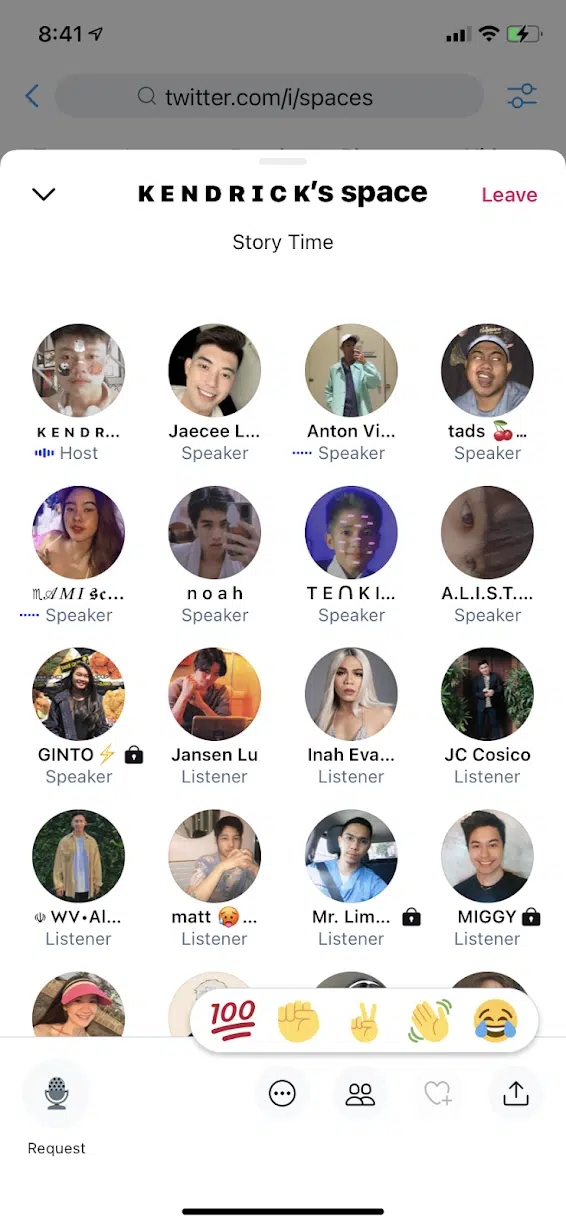 8:41
twitter.com/i/spaces
ᴋ ᴇ ɴ ᴅ ʀ ɪ ᴄ ᴋ’s space
Leave
Story Time
ᴋ ᴇ ɴ ᴅ ʀ...
Jaecee L...
Anton Vi...
tads 🍒...
Host
Speaker
Speaker
Speaker
♏𝒜𝑀𝐼 𝕾𝖈...
n o a h
T E ᑎ K I...
A.L.I.S.T....
Speaker
Speaker
Speaker
Speaker
GINTO ⚡
Jansen Lu
Inah Eva...
JC Cosico
Speaker
Listener
Listener
Listener
WV•Al...
matt 🥵...
Mr. Lim...
MIGGY
Listener
Listener
Listener
Listener
💯 ✊ ✌ 👋 😂
Request